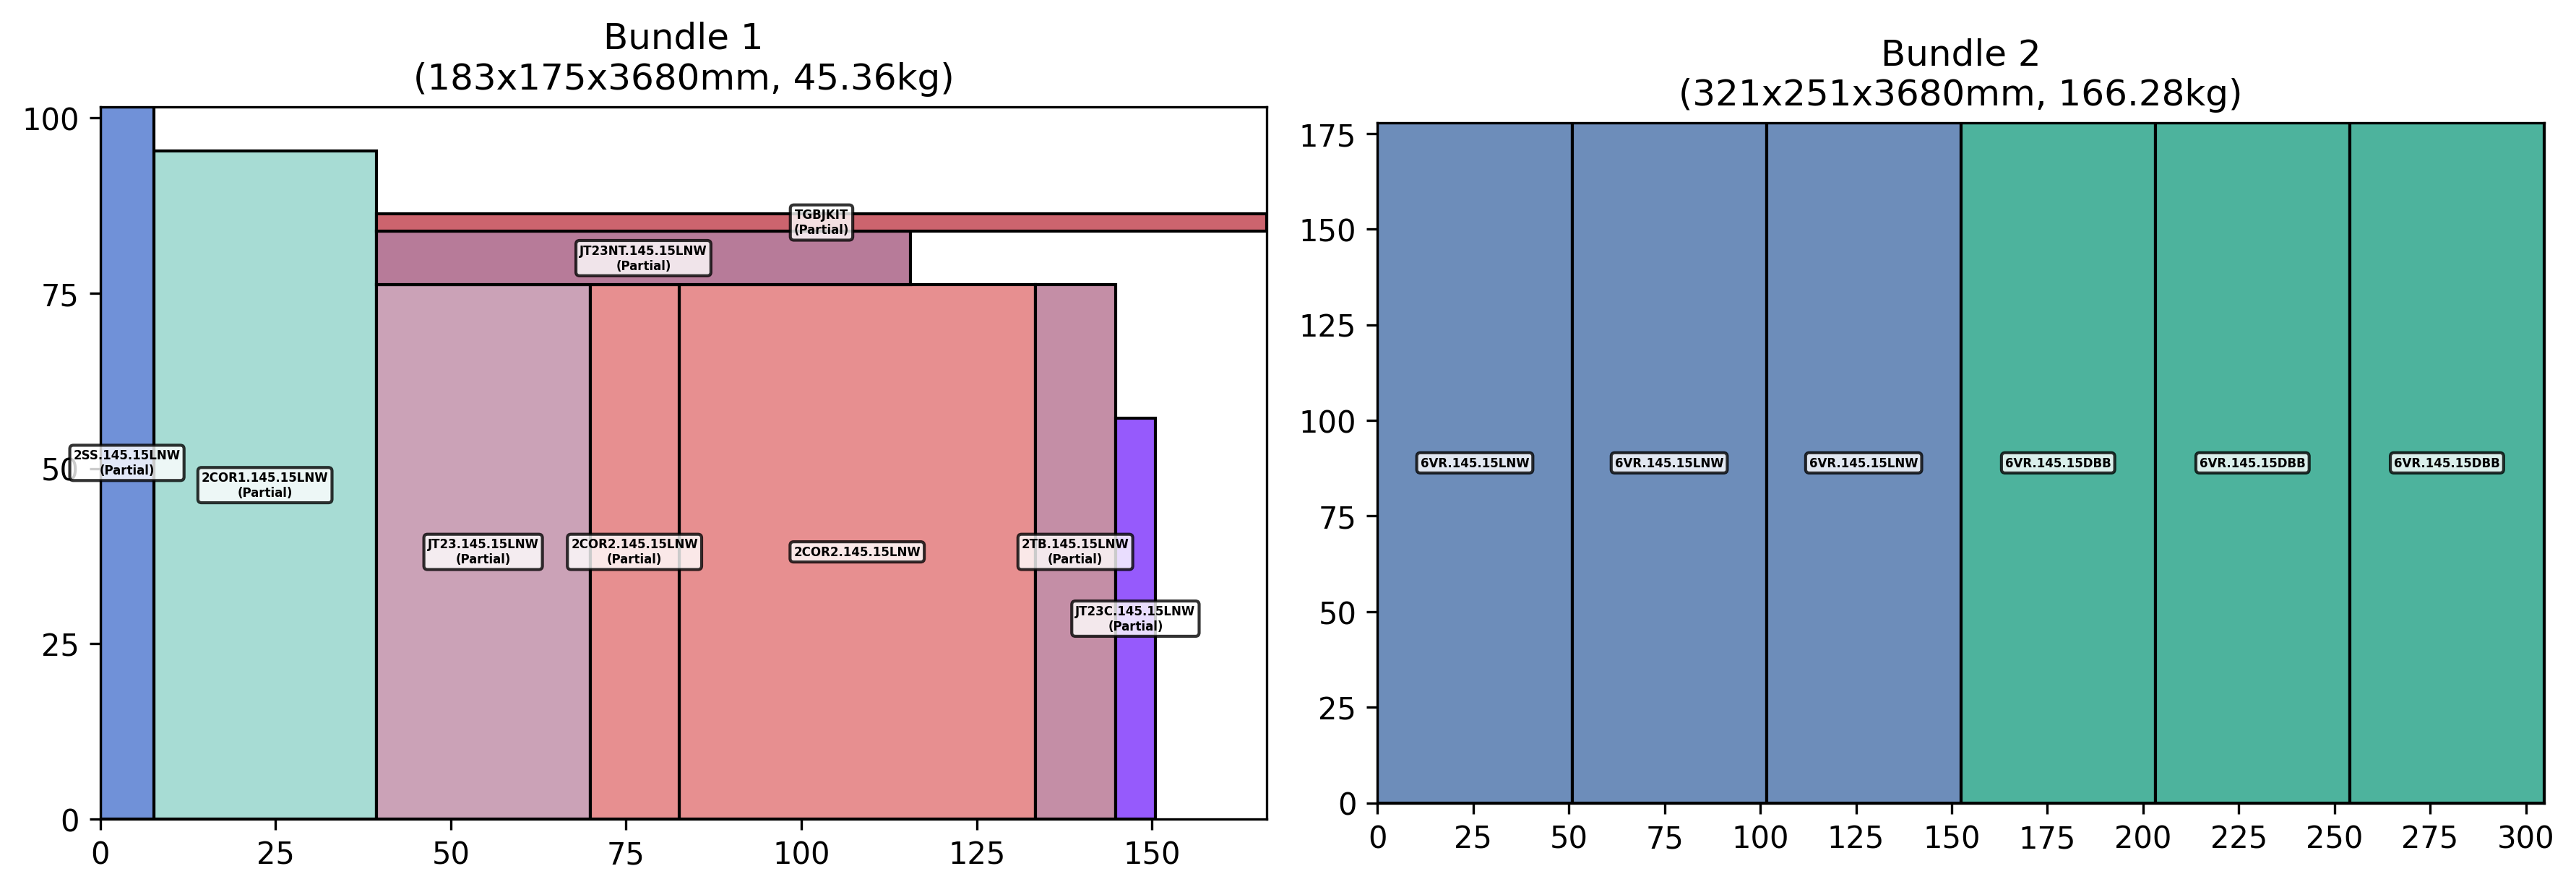 Bundle 1
(183x175x3680mm, 45.36kg)
100
75
50
25
0
0
25
50
75
100
125
150
TGBJKIT
(Partial)
JT23NT.145.15LNW
(Partial)
2SS.145.15LNW
(Partial)
2COR1.145.15LNW
(Partial)
JT23.145.15LNW
(Partial)
2COR2.145.15LNW
(Partial)
2COR2.145.15LNW
2TB.145.15LNW
(Partial)
JT23C.145.15LNW
(Partial)
Bundle 2
(321x251x3680mm, 166.28kg)
175
150
125
100
75
50
25
0
6VR.145.15LNW
6VR.145.15LNW
6VR.145.15LNW
6VR.145.15DBB
6VR.145.15DBB
6VR.145.15DBB
0
25
50
75
100
125
150
175
200
225
250
275
300